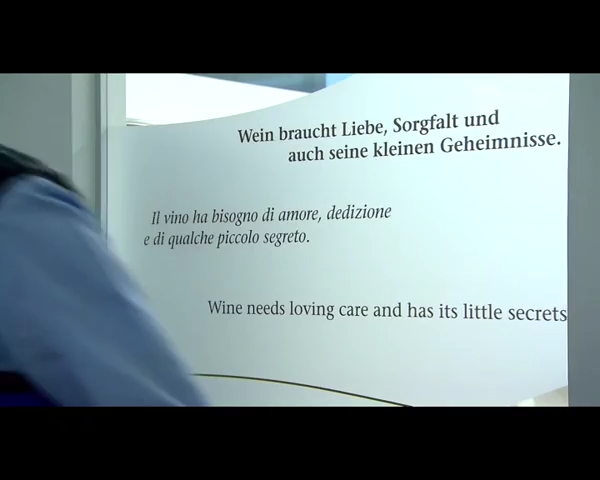 Wein braucht Liebe, Sorgfalt und
auch seine kleinen Geheimnisse.
Il vino ha bisogno di amore, dedizione
e di qualche piccolo segreto.
Wine needs loving care and has its little secrets